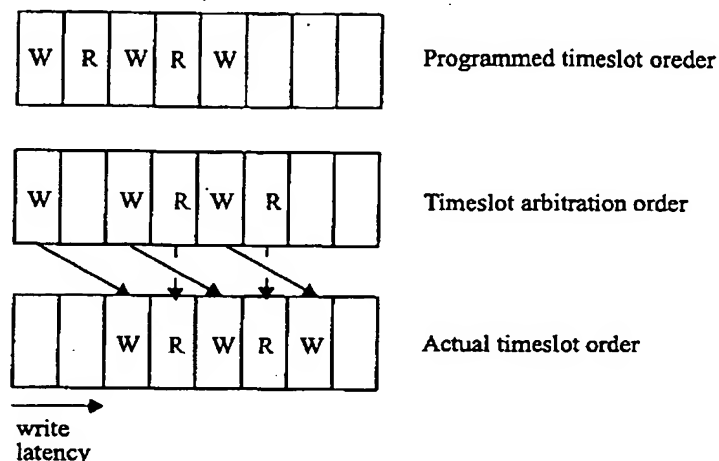 W R W R W
Programmed timeslot oreder
W W R W R
Timeslot arbitration order
W R W R W
Actual timeslot order
write
latency